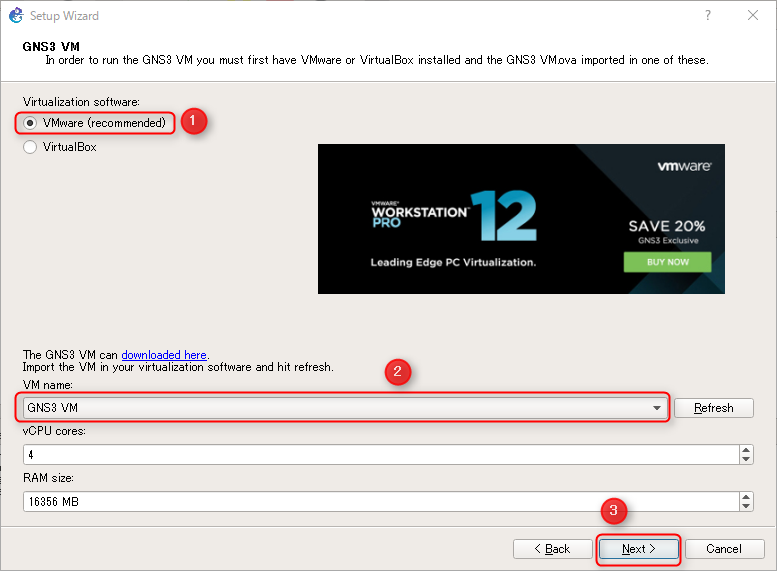 Setup Wizard
?
GNS3 VM
In order to run the GNS3 VM you must first have VMware or VirtualBox installed and the GNS3 VM.ova imported in one of these.
Virtualization software:
VMware (recommended)
1
VirtualBox
vmware®
VMWARE®
WORKSTATION™ 12
PRO
SAVE 20%
GNS3 Exclusive
Leading Edge PC Virtualization.
BUY NOW
The GNS3 VM can downloaded here.
Import the VM in your virtualization software and hit refresh.
2
VM name:
GNS3 VM
Refresh
vCPU cores:
4
RAM size:
16356 MB
3
< Back
Next >
Cancel